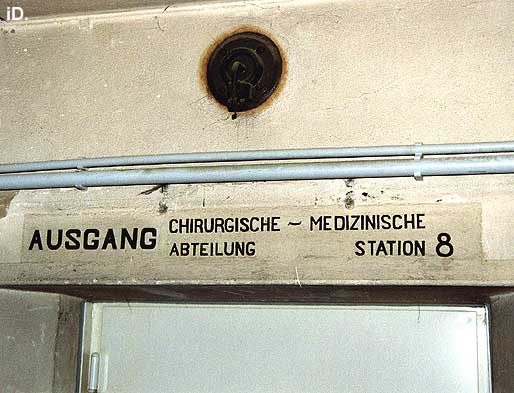 iD.
AUSGANG CHIRURGISCHE ~ MEDIZINISCHE
ABTEILUNG STATION 8